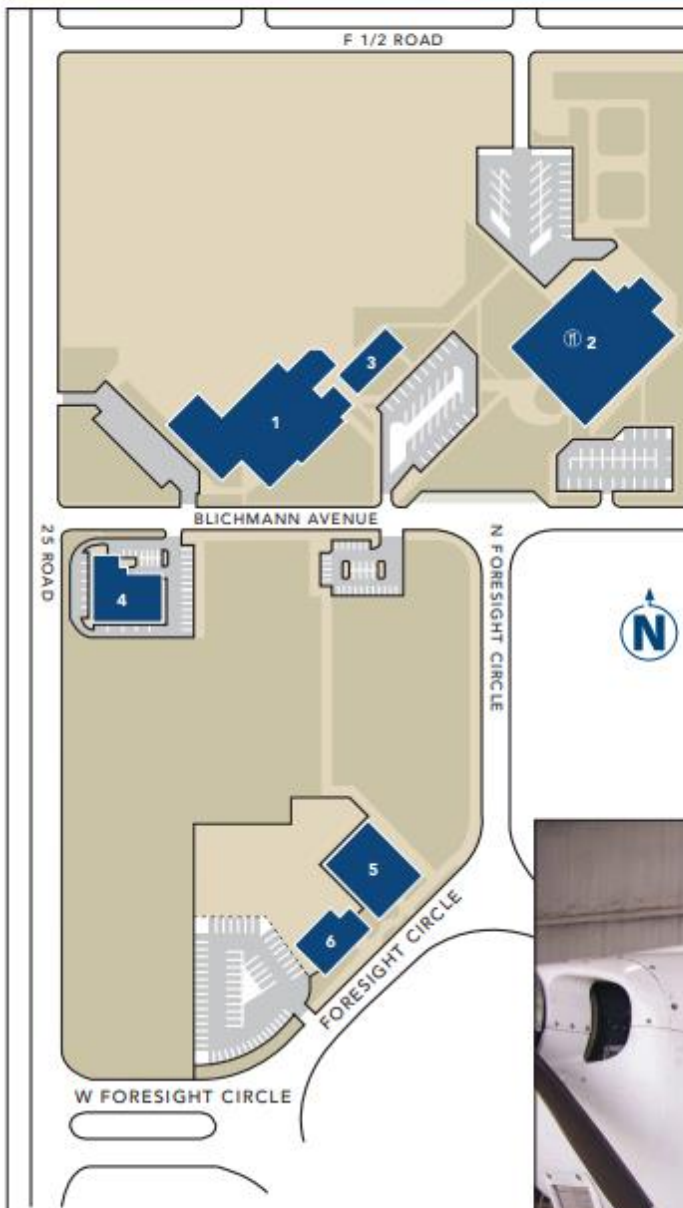 F 1/2 ROAD
3
2
1
BLICHMANN AVENUE
25 ROAD
N FORESIGHT CIRCLE
4
N
5
6
FORESIGHT CIRCLE
W FORESIGHT CIRCLE